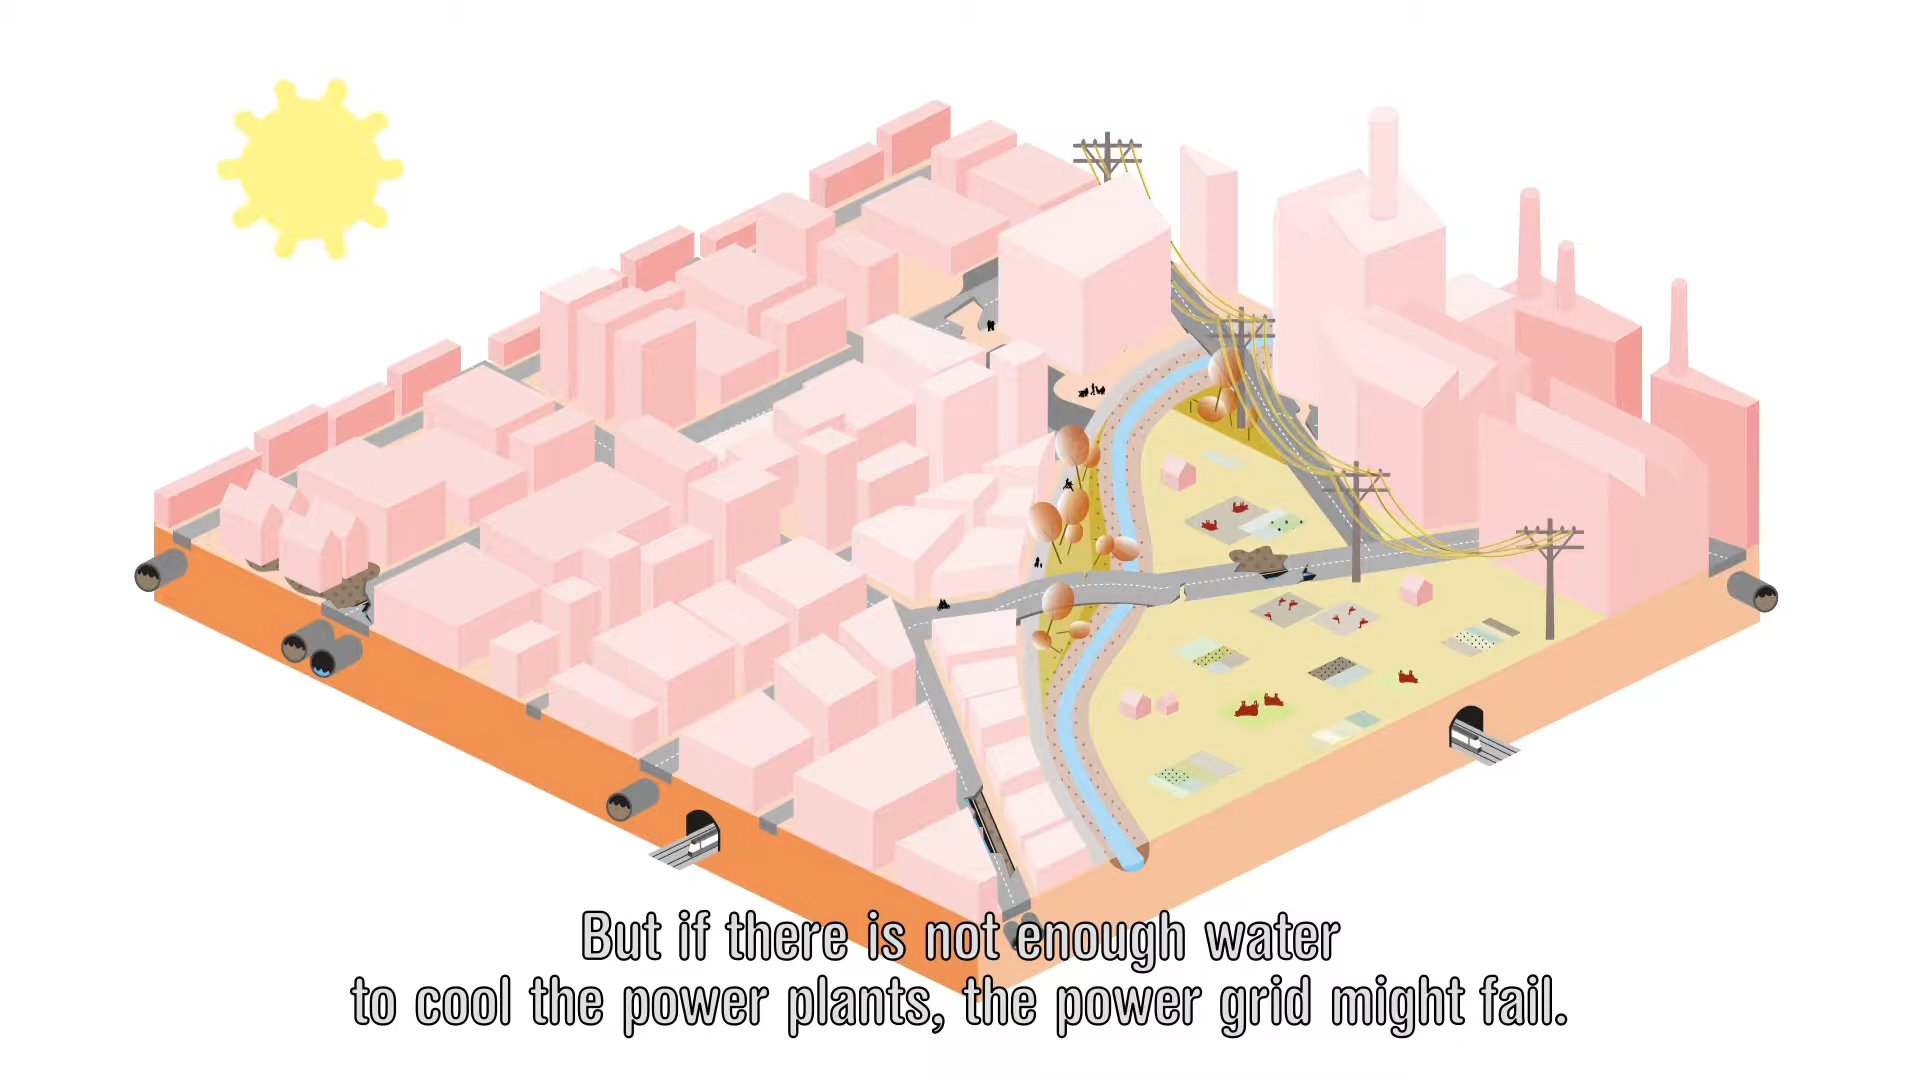 But if there is not enough water
to cool the power plants, the power grid might fail.